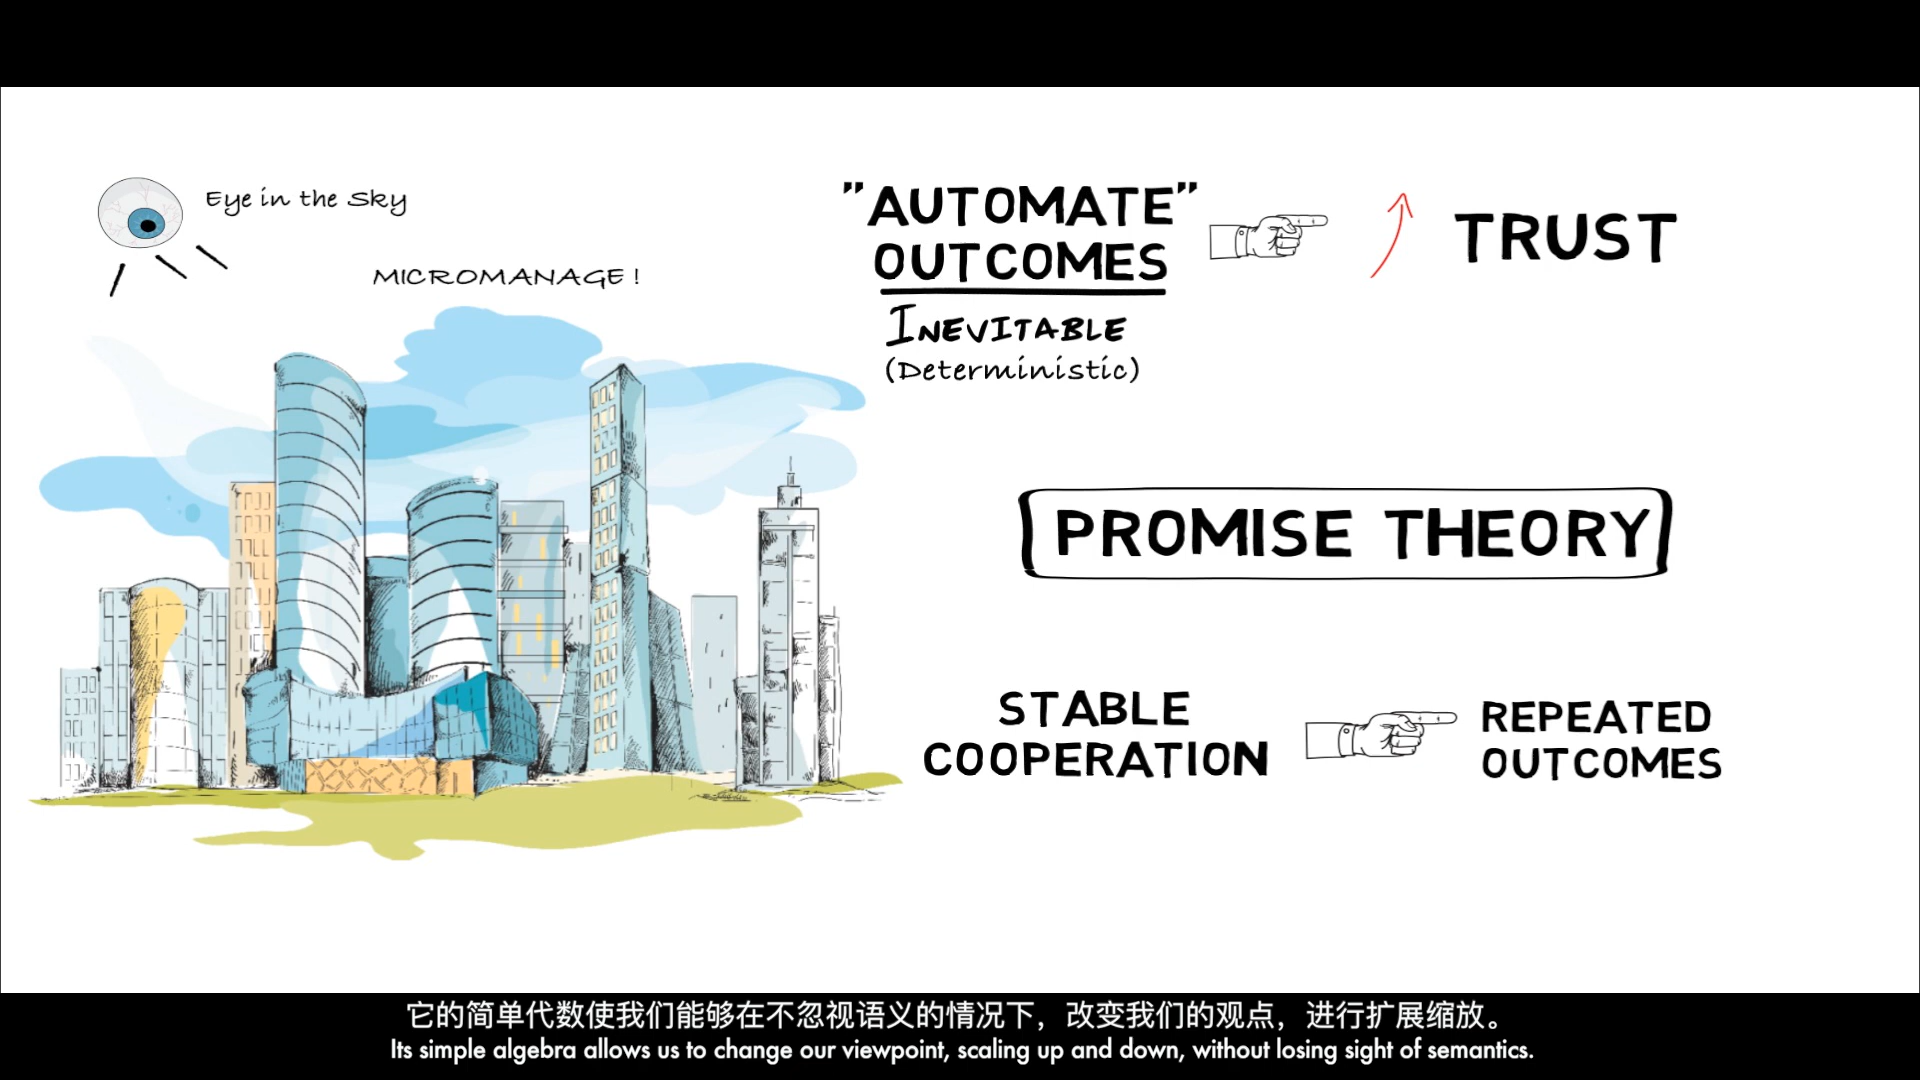 Eye in the Sky
MICROMANAGE !
"AUTOMATE"
OUTCOMES
INEVITABLE
(Deterministic)
TRUST
PROMISE THEORY
STABLE
COOPERATION
REPEATED
OUTCOMES
它的简单代数使我们能够在不忽视语义的情况下，改变我们的观点，进行扩展缩放。
Its simple algebra allows us to change our viewpoint, scaling up and down, without losing sight of semantics.